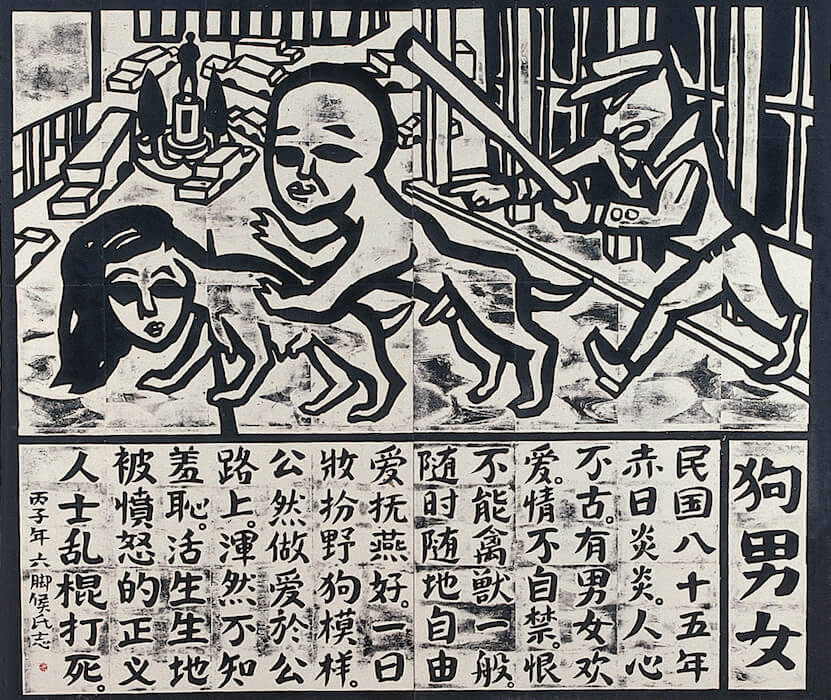 狗男女
民国八十五年
赤日炎炎。人心
不古。有男女欢
爱。情不自禁。恨
不能禽獸一般。
随时随地自由
爱抚燕好。一日
妝扮野狗模样。
公然做爱於公
路上。渾然不知
羞恥。活生生地
被憤怒的正义
人士乱棍打死。
丙子年六脚侯氏志